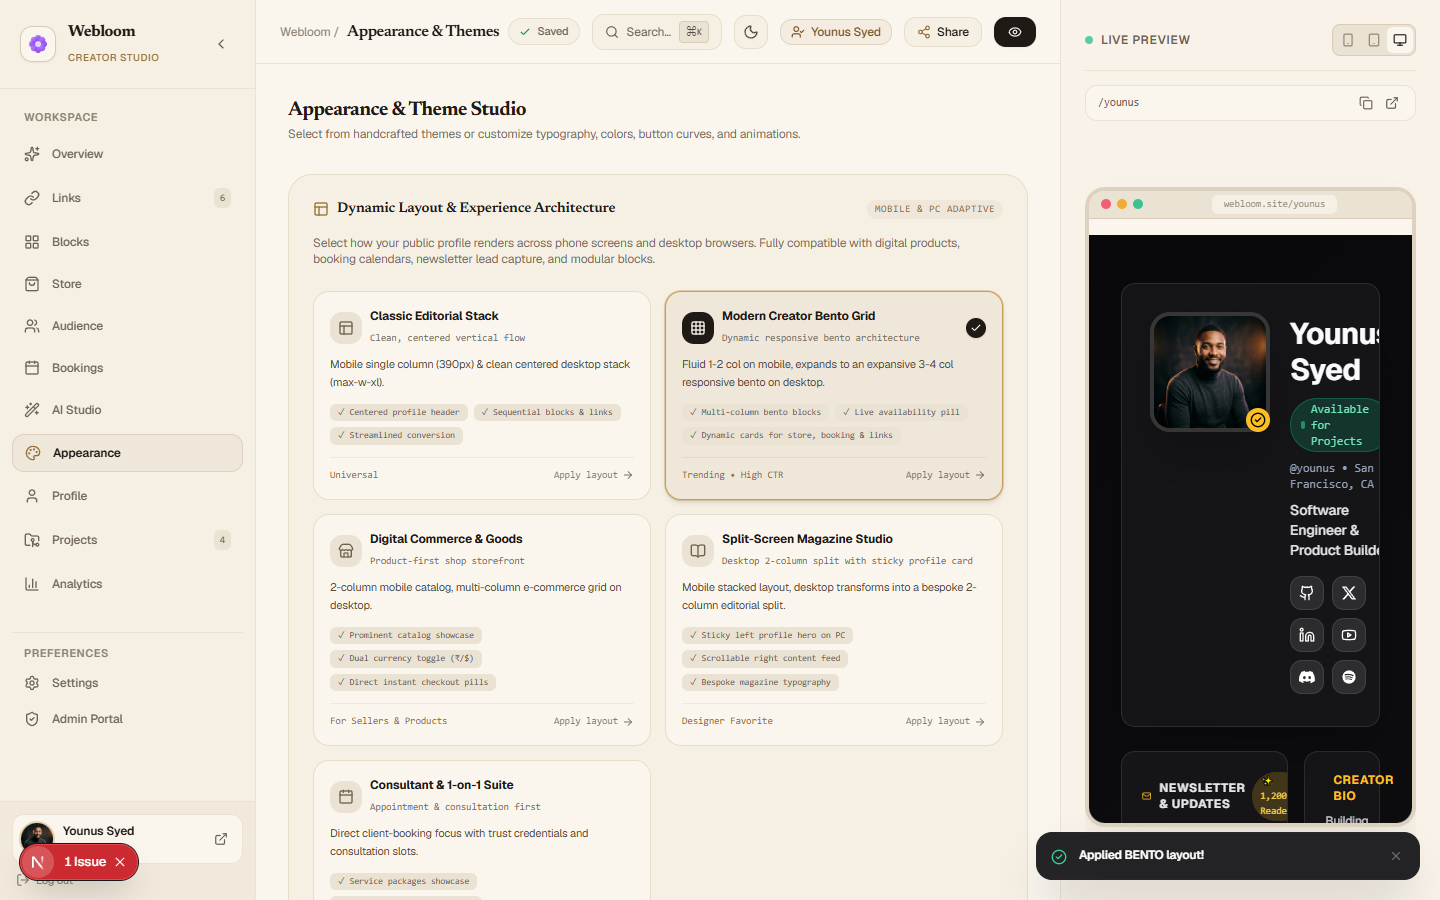 Webloom
CREATOR STUDIO
WORKSPACE
Overview
Links 6
Blocks
Store
Audience
Bookings
AI Studio
Appearance
Profile
Projects 4
Analytics
PREFERENCES
Settings
Admin Portal
Younus Syed
1 Issue
Log out
Webloom / Appearance & Themes
Saved
Search... ⌘K
Younus Syed
Share
Appearance & Theme Studio
Select from handcrafted themes or customize typography, colors, button curves, and animations.
Dynamic Layout & Experience Architecture
MOBILE & PC ADAPTIVE
Select how your public profile renders across phone screens and desktop browsers. Fully compatible with digital products,
booking calendars, newsletter lead capture, and modular blocks.
Classic Editorial Stack
Clean, centered vertical flow
Mobile single column (390px) & clean centered desktop stack
(max-w-xl).
✓ Centered profile header ✓ Sequential blocks & links
✓ Streamlined conversion
Universal Apply layout →
Modern Creator Bento Grid
Dynamic responsive bento architecture
Fluid 1-2 col on mobile, expands to an expansive 3-4 col
responsive bento on desktop.
✓ Multi-column bento blocks ✓ Live availability pill
✓ Dynamic cards for store, booking & links
Trending • High CTR Apply layout →
Digital Commerce & Goods
Product-first shop storefront
2-column mobile catalog, multi-column e-commerce grid on
desktop.
✓ Prominent catalog showcase
✓ Dual currency toggle (₹/$)
✓ Direct instant checkout pills
For Sellers & Products Apply layout →
Split-Screen Magazine Studio
Desktop 2-column split with sticky profile card
Mobile stacked layout, desktop transforms into a bespoke 2-
column editorial split.
✓ Sticky left profile hero on PC
✓ Scrollable right content feed
✓ Bespoke magazine typography
Designer Favorite Apply layout →
Consultant & 1-on-1 Suite
Appointment & consultation first
Direct client-booking focus with trust credentials and
consultation slots.
✓ Service packages showcase
LIVE PREVIEW
/younus
webloom.site/younus
Younus
Syed
Available
for
Projects
@younus • San
Francisco, CA
Software
Engineer &
Product Builde
NEWSLETTER
& UPDATES
1,200
Reade
CREATOR
BIO
Building
Applied BENTO layout!